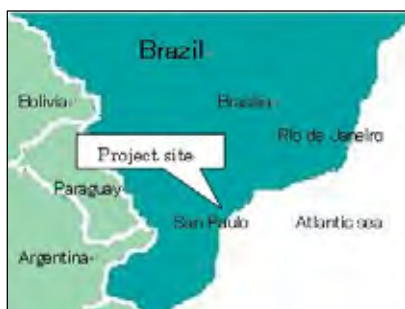 Brazil
Bolivia
Brasilia
Rio de Janeiro
Project site
Paraguay
San Paulo
Atlantic sea
Argentina